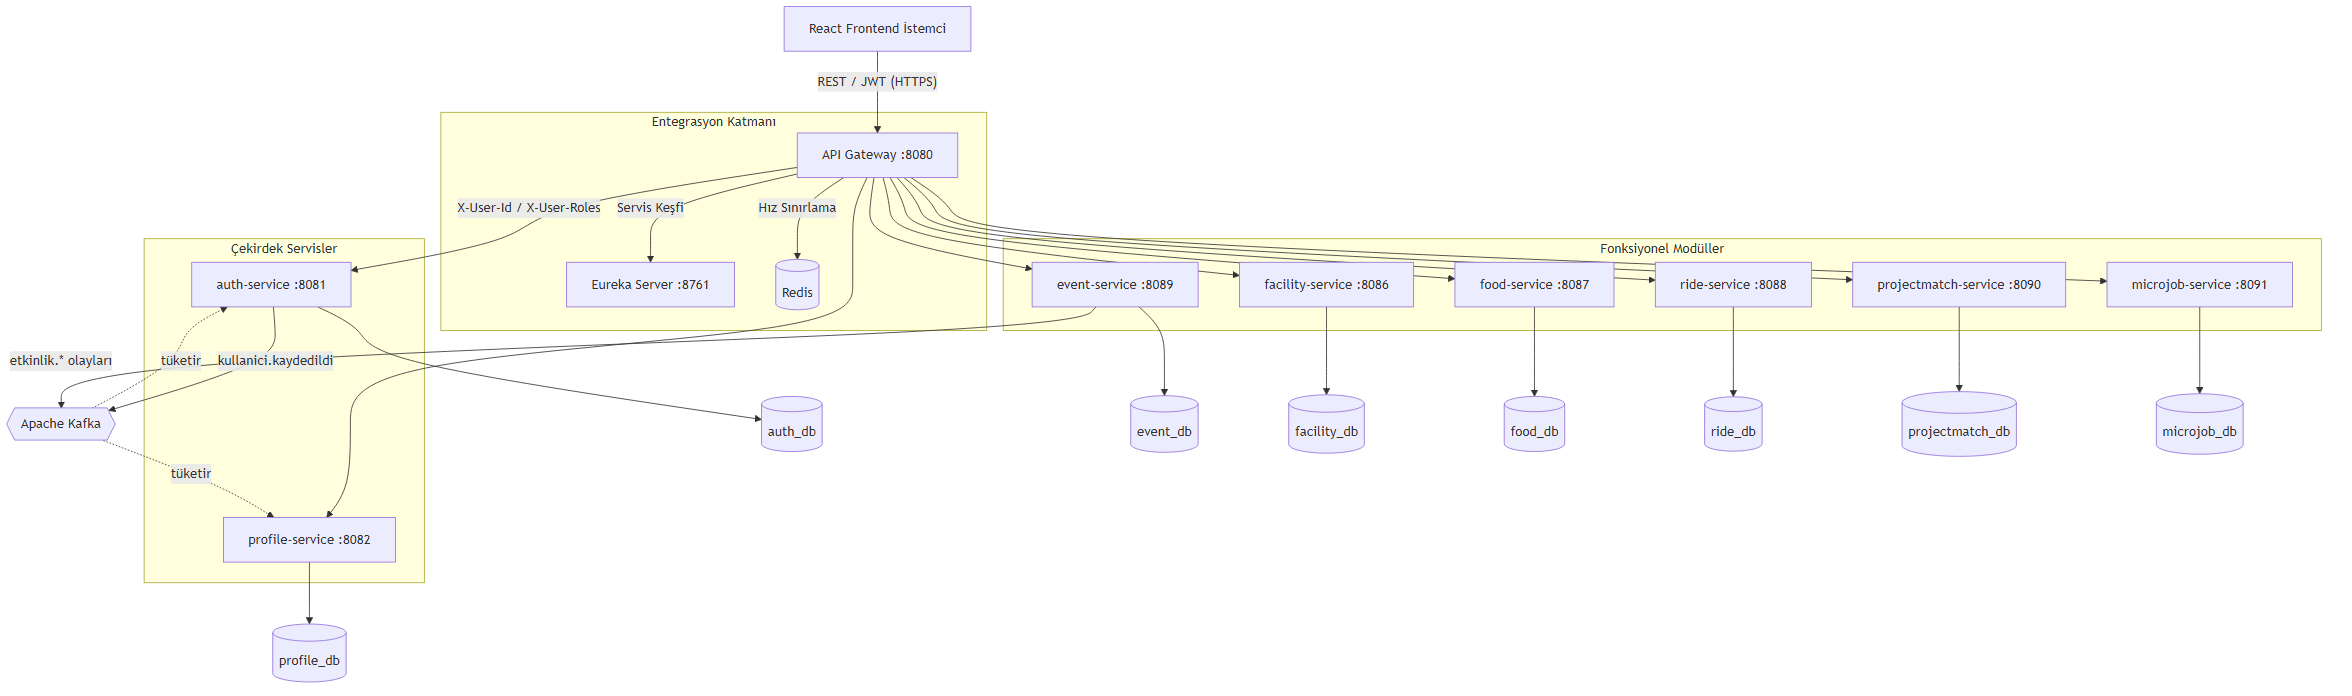 React Frontend İstemci
REST / JWT (HTTPS)
Entegrasyon Katmanı
API Gateway :8080
X-User-Id / X-User-Roles
Servis Keşfi
Hız Sınırlama
Çekirdek Servisler
Fonksiyonel Modüller
auth-service :8081
Eureka Server :8761
Redis
event-service :8089
facility-service :8086
food-service :8087
ride-service :8088
projectmatch-service :8090
microjob-service :8091
etkinlik.* olayları
tüketir
kullanici.kaydedildi
Apache Kafka
auth_db
event_db
facility_db
food_db
ride_db
projectmatch_db
microjob_db
tüketir
profile-service :8082
profile_db